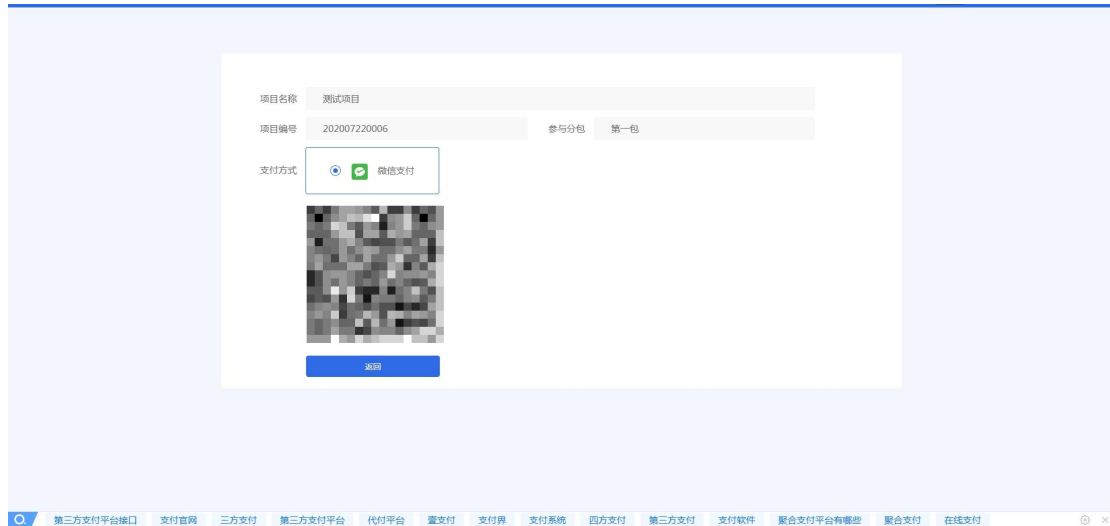 项目名称 测试项目
项目编号 202007220006 参与分包 第一包
支付方式 微信支付
返回
第三方支付平台接口 支付官网 三方支付 第三方支付平台 代付平台 壹支付 支付界 支付系统 四方支付 第三方支付 支付软件 聚合支付平台有哪些 聚合支付 在线支付